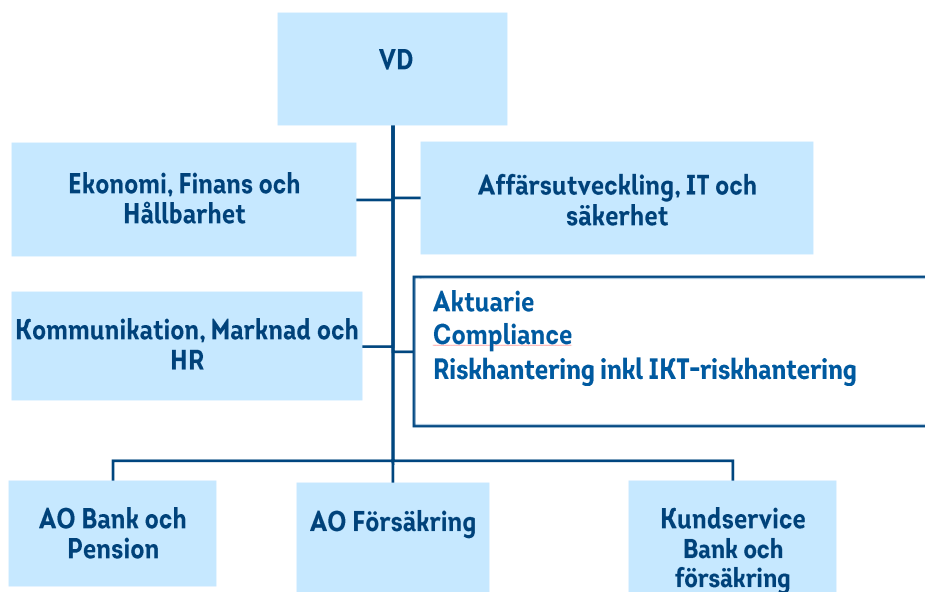 VD
Ekonomi, Finans och
Hållbarhet
Affärsutveckling, IT och
säkerhet
Kommunikation, Marknad och
HR
Aktuarie
Compliance
Riskhantering inkl IKT-riskhantering
AO Bank och
Pension
AO Försäkring
Kundservice
Bank och
försäkring